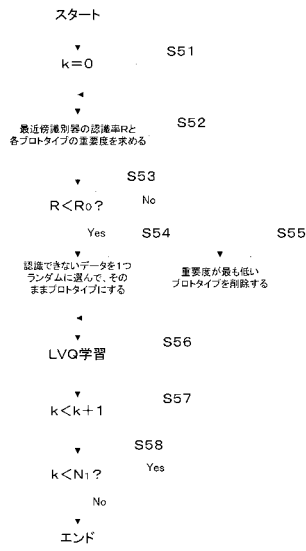 スタート
S51
k=0
S52
最近傍識別器の認識率Rと
各プロトタイプの重要度を求める
S53
R<R₀?
No
Yes
S54
S55
認識できないデータを1つ
ランダムに選んで、その
ままプロトタイプにする
重要度が最も低い
プロトタイプを削除する
S56
LVQ学習
S57
k<k+1
S58
k<N₁?
Yes
No
エンド